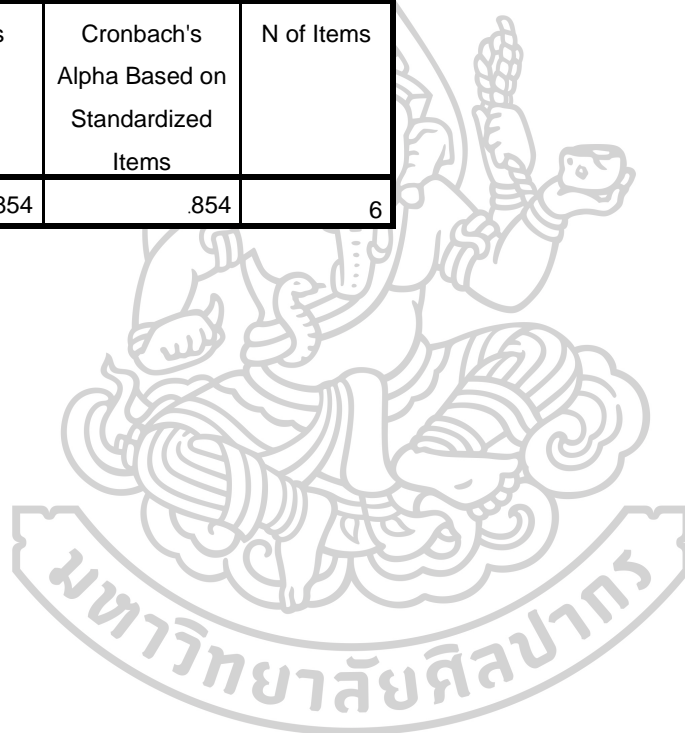 Cronbach's N of Items
Alpha Based on
Standardized
Items
.854 6
มหาวิทยาลัยศิลปากร